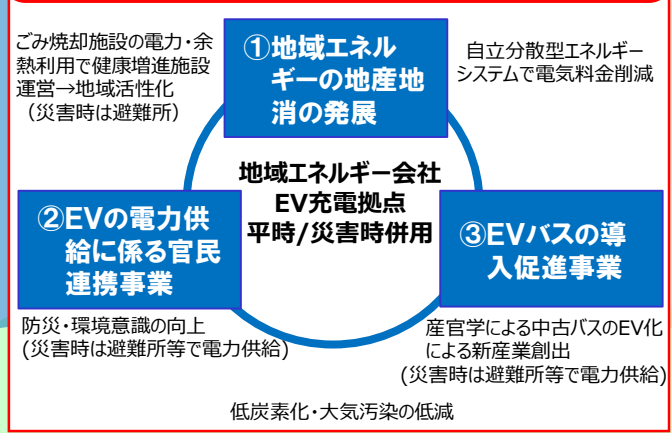 ごみ焼却施設の電力・余
熱利用で健康増進施設
運営→地域活性化
（災害時は避難所）
①地域エネル
ギーの地産地
消の発展
自立分散型エネルギー
システムで電気料金削減
地域エネルギー会社
EV充電拠点
平時/災害時併用
②EVの電力供
給に係る官民
連携事業
③EVバスの導
入促進事業
防災・環境意識の向上
(災害時は避難所等で電力供給)
産官学による中古バスのEV化
による新産業創出
(災害時は避難所等で電力供給)
低炭素化・大気汚染の低減